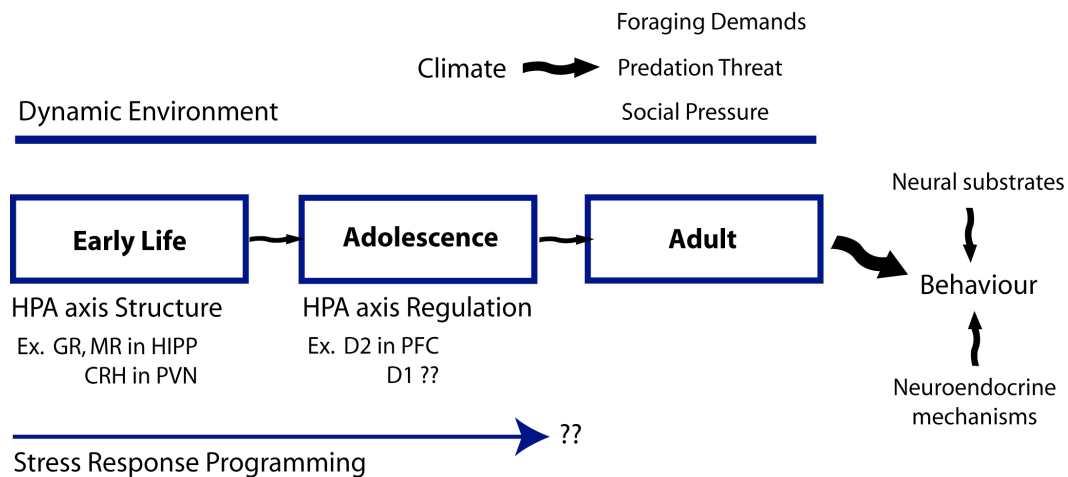 Foraging Demands
Climate
Predation Threat
Dynamic Environment
Social Pressure
Early Life
Adolescence
Adult
Neural substrates
Behaviour
HPA axis Structure
HPA axis Regulation
Ex. GR, MR in HIPP
CRH in PVN
Ex. D2 in PFC
D1 ??
Neuroendocrine
mechanisms
??
Stress Response Programming